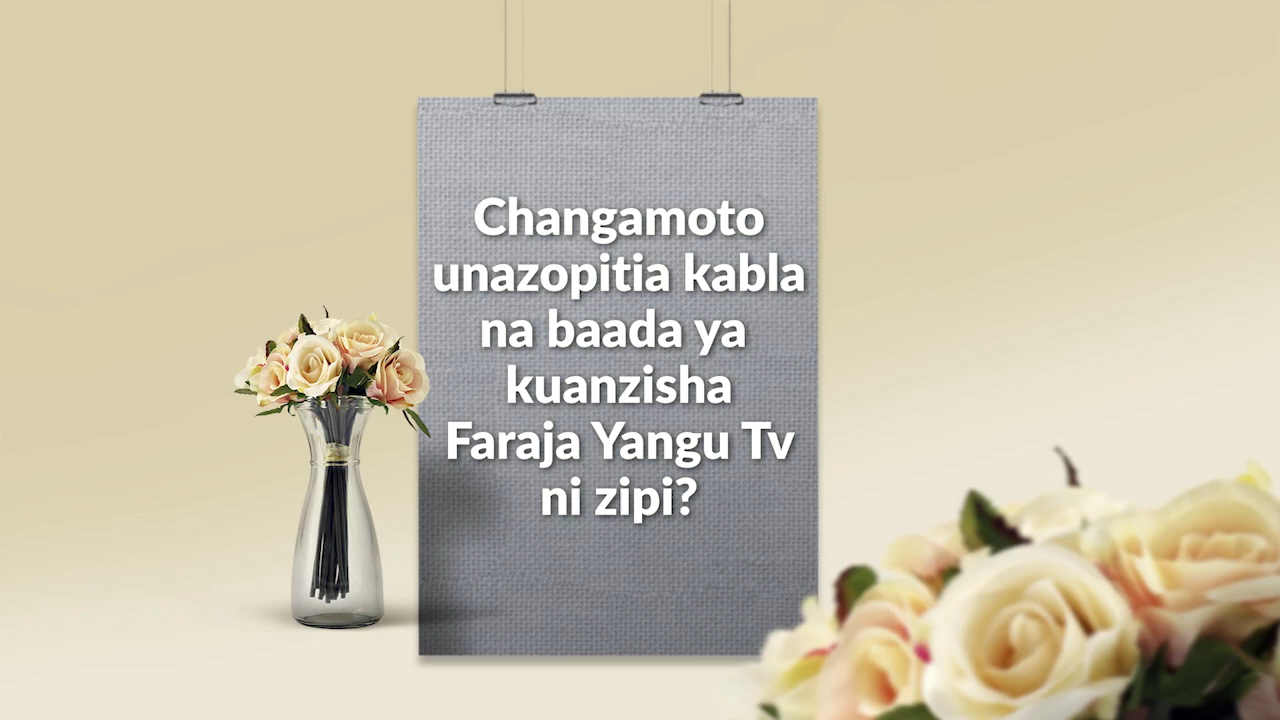 Changamoto
unazopitia kabla
na baada ya
kuanzisha
Faraja Yangu Tv
ni zipi?